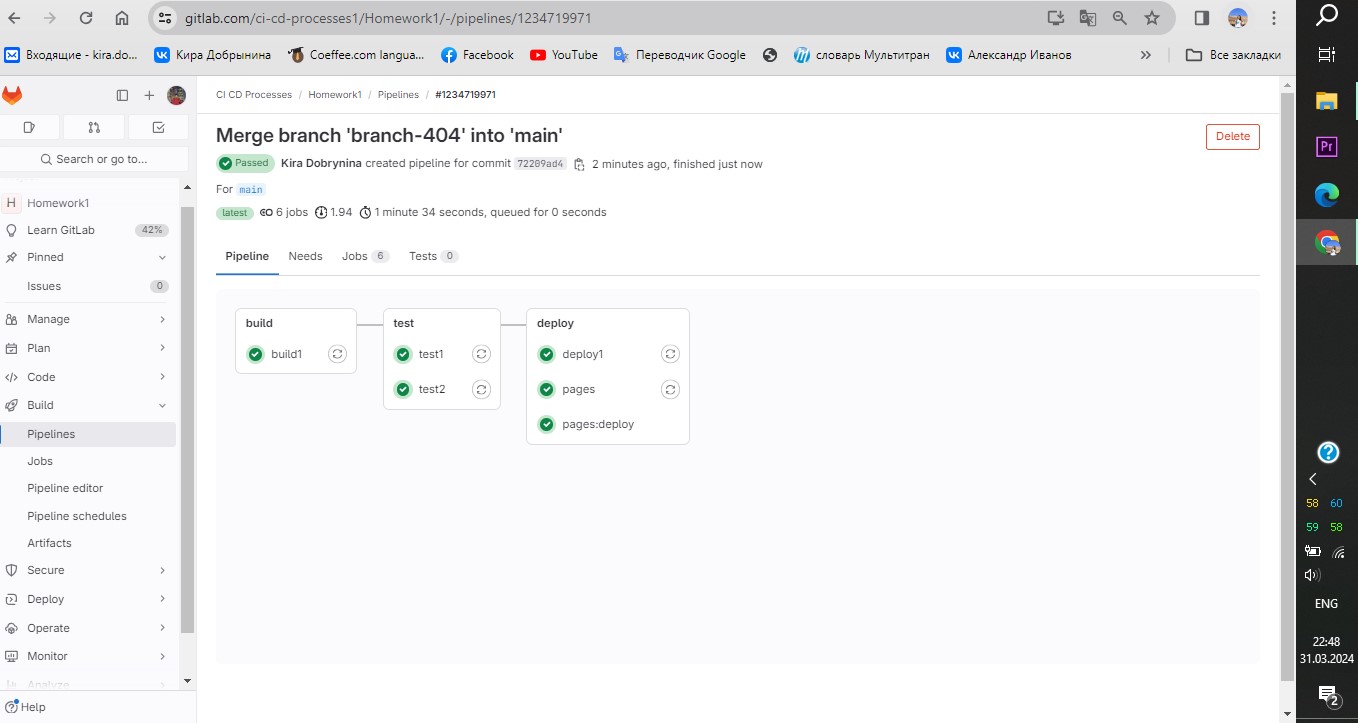 gitlab.com/ci-cd-processes1/Homework1/-/pipelines/1234719971
Входящие - kira.do... Кира Добрынина Coeffee.com langua... Facebook YouTube Переводчик Google словарь Мультитран Александр Иванов » Все закладки
CI CD Processes / Homework1 / Pipelines / #1234719971
Merge branch 'branch-404' into 'main'
Delete
Passed Kira Dobrynina created pipeline for commit 72209ad4 2 minutes ago, finished just now
For main
latest 6 jobs 1.94 1 minute 34 seconds, queued for 0 seconds
Pipeline Needs Jobs 6 Tests 0
build
build1
test
test1
test2
deploy
deploy1
pages
pages:deploy
Search or go to...
H Homework1
Learn GitLab 42%
Pinned
Issues 0
Manage
Plan
Code
Build
Pipelines
Jobs
Pipeline editor
Pipeline schedules
Artifacts
Secure
Deploy
Operate
Monitor
Analyze
Help
Pr
58 60
59 58
ENG
22:48
31.03.2024
2